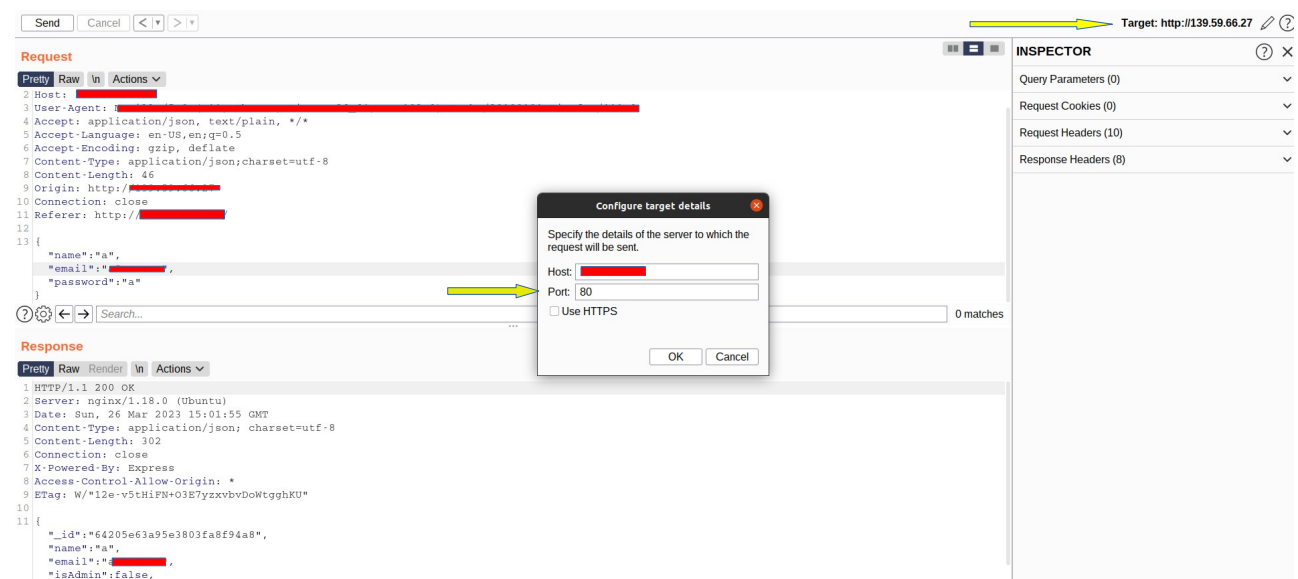 Send Cancel < >
Target: http://139.59.66.27
Request
Pretty Raw \n Actions
2 Host:
3 User-Agent:
4 Accept: application/json, text/plain, */*
5 Accept-Language: en-US,en;q=0.5
6 Accept-Encoding: gzip, deflate
7 Content-Type: application/json;charset=utf-8
8 Content-Length: 46
9 Origin: http:/
10 Connection: close
11 Referer: http://
12
13 {
"name":"a",
"email":"
",
"password":"a"
}
? Search... 0 matches
Response
Pretty Raw Render \n Actions
1 HTTP/1.1 200 OK
2 Server: nginx/1.18.0 (Ubuntu)
3 Date: Sun, 26 Mar 2023 15:01:55 GMT
4 Content-Type: application/json; charset=utf-8
5 Content-Length: 302
6 Connection: close
7 X-Powered-By: Express
8 Access-Control-Allow-Origin: *
9 ETag: W/"12e-v5tHiFN+O3E7yzxvbvDoWtgghKU"
10
11 {
"_id":"64205e63a95e3803fa8f94a8",
"name":"a",
"email":"
",
"isAdmin":false,
Configure target details
Specify the details of the server to which the
request will be sent.
Host:
Port: 80
Use HTTPS
OK Cancel
INSPECTOR
Query Parameters (0)
Request Cookies (0)
Request Headers (10)
Response Headers (8)